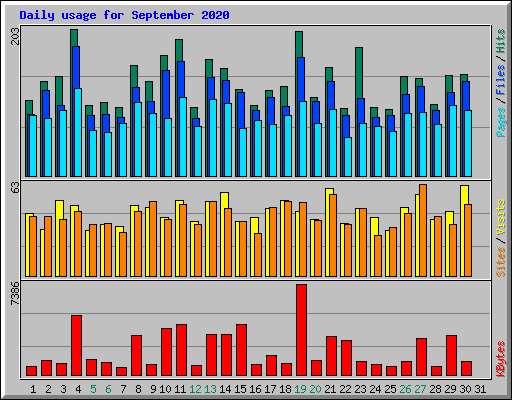 Daily usage for September 2020
203
Pages / Files / Hits
63
Sites / Visits
7386
KBytes
1 2 3 4 5 6 7 8 9 10 11 12 13 14 15 16 17 18 19 20 21 22 23 24 25 26 27 28 29 30 31